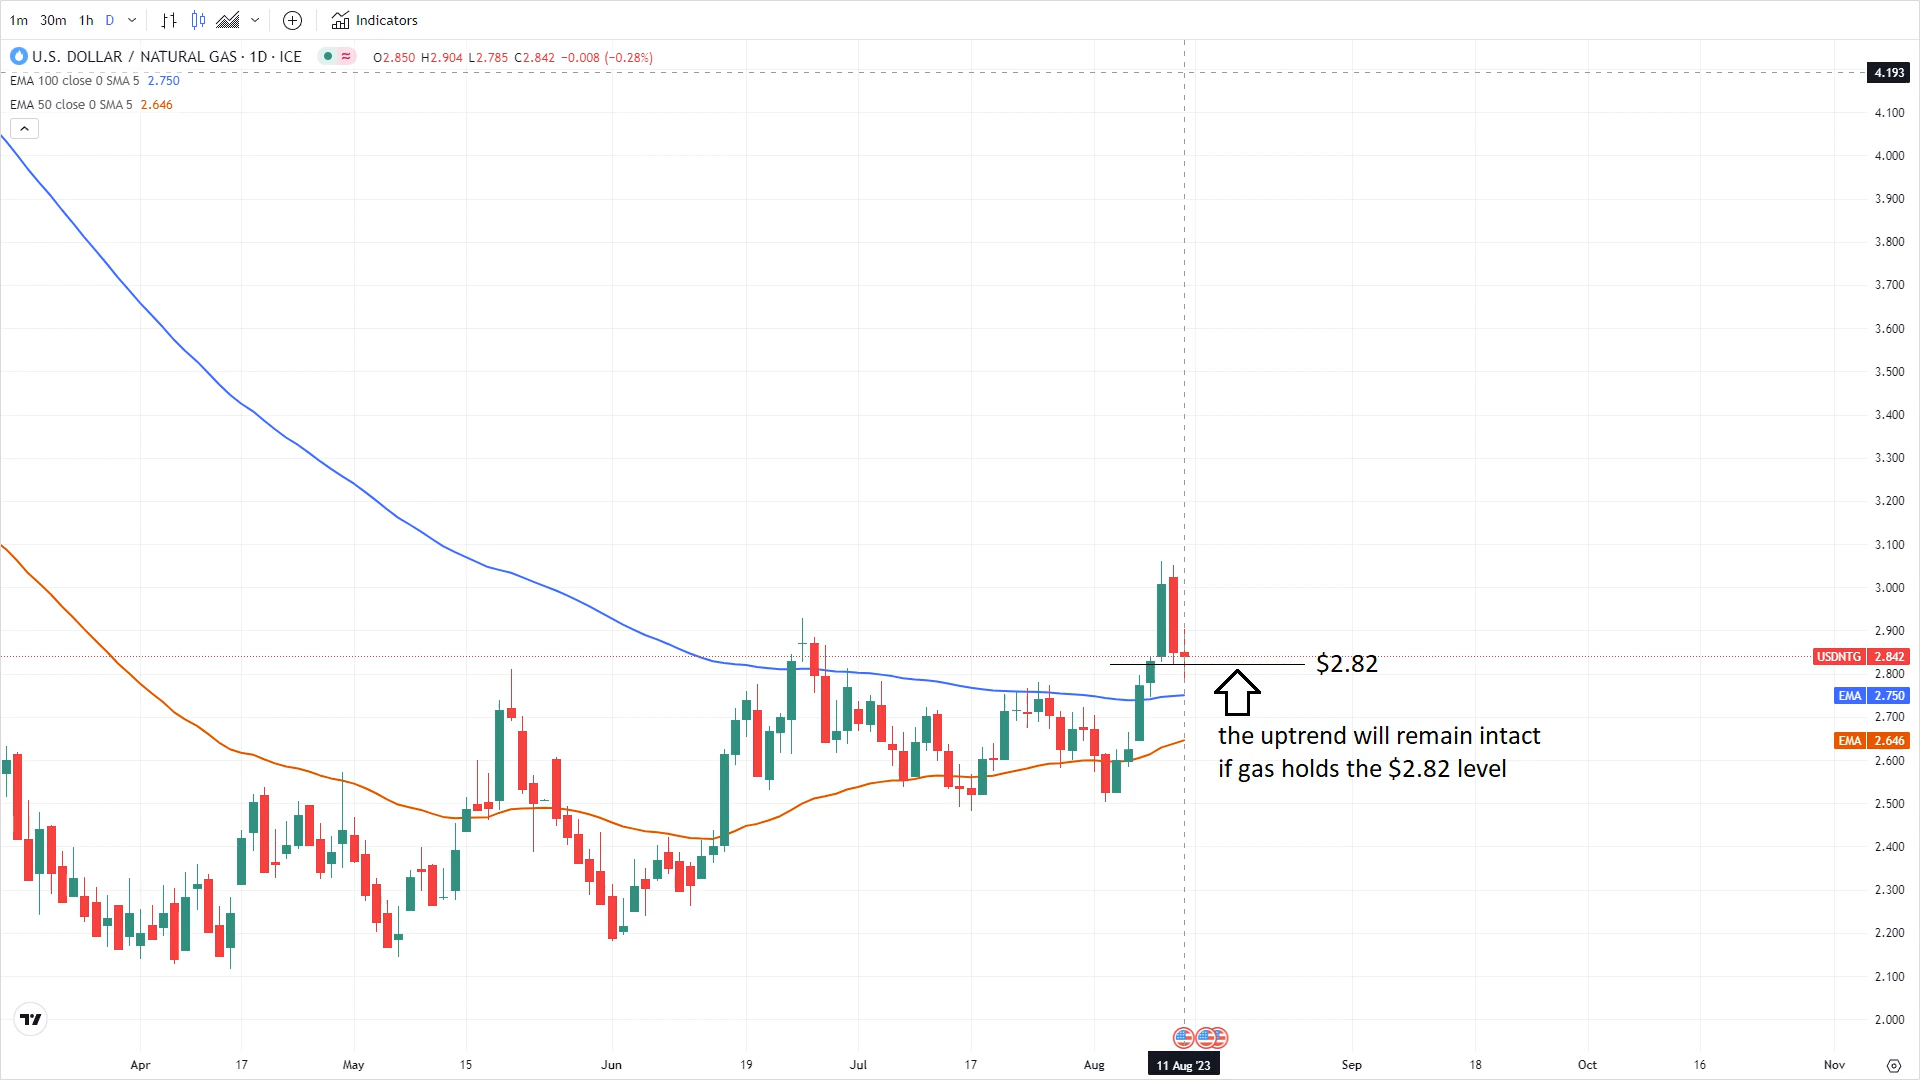 1m 30m 1h D Indicators
U.S. DOLLAR / NATURAL GAS · 1D · ICE ≈ O2.850 H2.904 L2.785 C2.842 −0.008 (−0.28%)
EMA 100 close 0 SMA 5 2.750
EMA 50 close 0 SMA 5 2.646
4.193
4.100
4.000
3.900
3.800
3.700
3.600
3.500
3.400
3.300
3.200
3.100
3.000
2.900
USDNTG 2.842
$2.82
2.800
EMA 2.750
2.700
the uptrend will remain intact
EMA 2.646
2.600
if gas holds the $2.82 level
2.500
2.400
2.300
2.200
2.100
2.000
Apr 17 May 15 Jun 19 Jul 17 Aug 11 Aug '23 Sep 18 Oct 16 Nov